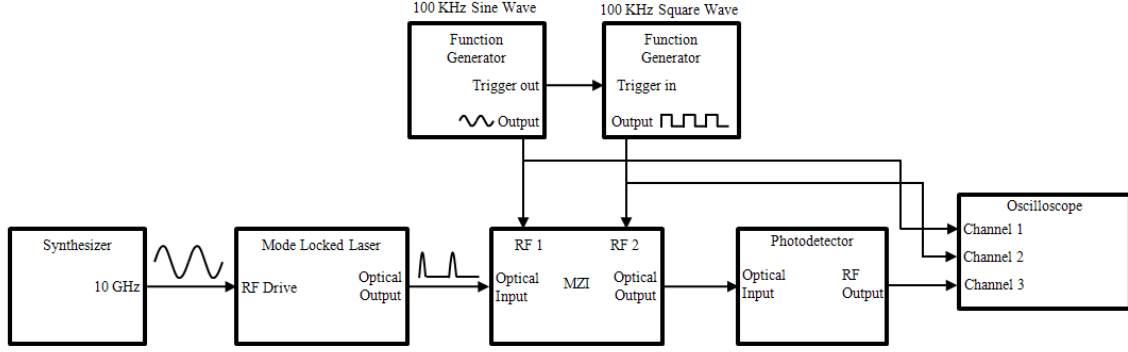 100 KHz Sine Wave
100 KHz Square Wave
Function
Generator
Trigger out
Output
Function
Generator
Trigger in
Output
Synthesizer
10 GHz
Mode Locked Laser
RF Drive
Optical
Output
RF 1
RF 2
Optical
Input
MZI
Optical
Output
Photodetector
Optical
Input
RF
Output
Oscilloscope
Channel 1
Channel 2
Channel 3